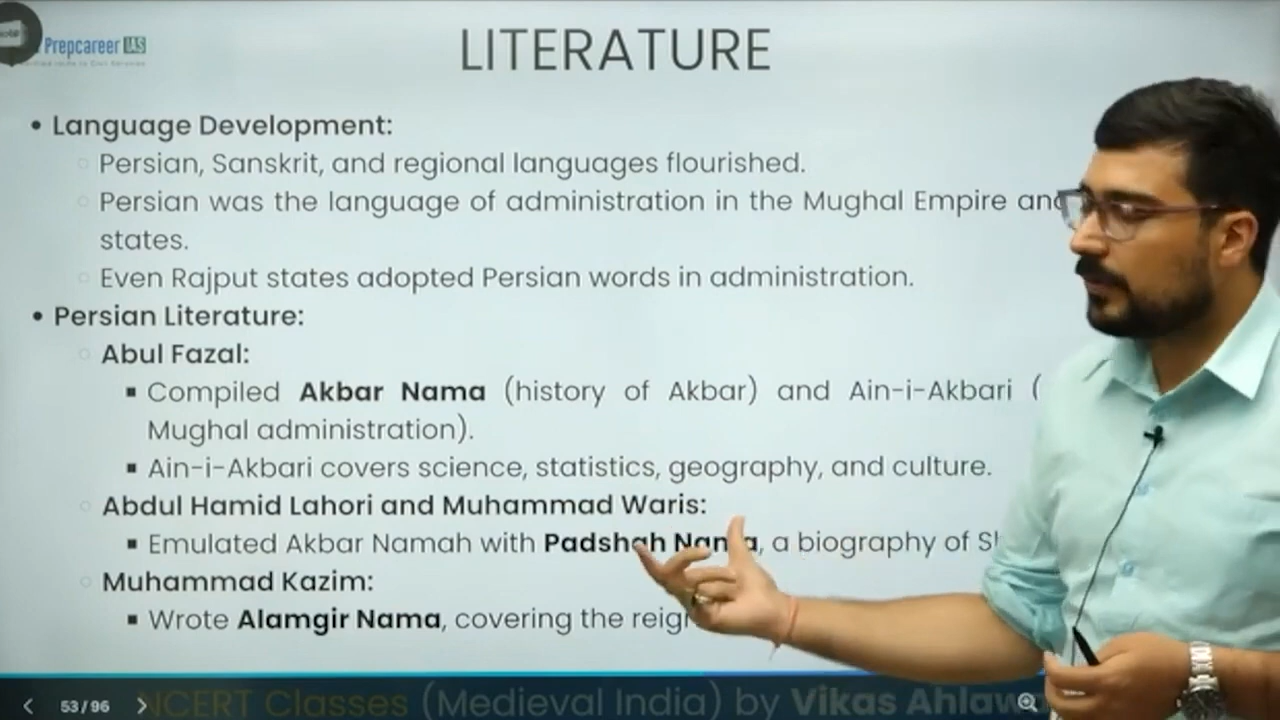 Prepcareer IAS
LITERATURE
• Language Development:
Persian, Sanskrit, and regional languages flourished.
Persian was the language of administration in the Mughal Empire and
states.
Even Rajput states adopted Persian words in administration.
• Persian Literature:
Abul Fazal:
▪ Compiled Akbar Nama (history of Akbar) and Ain-i-Akbari (
Mughal administration).
▪ Ain-i-Akbari covers science, statistics, geography, and culture.
Abdul Hamid Lahori and Muhammad Waris:
▪ Emulated Akbar Namah with Padshah Nama, a biography of Sh
Muhammad Kazim:
▪ Wrote Alamgir Nama, covering the reign
NCERT Classes (Medieval India) by Vikas Ahlaw
53 / 96